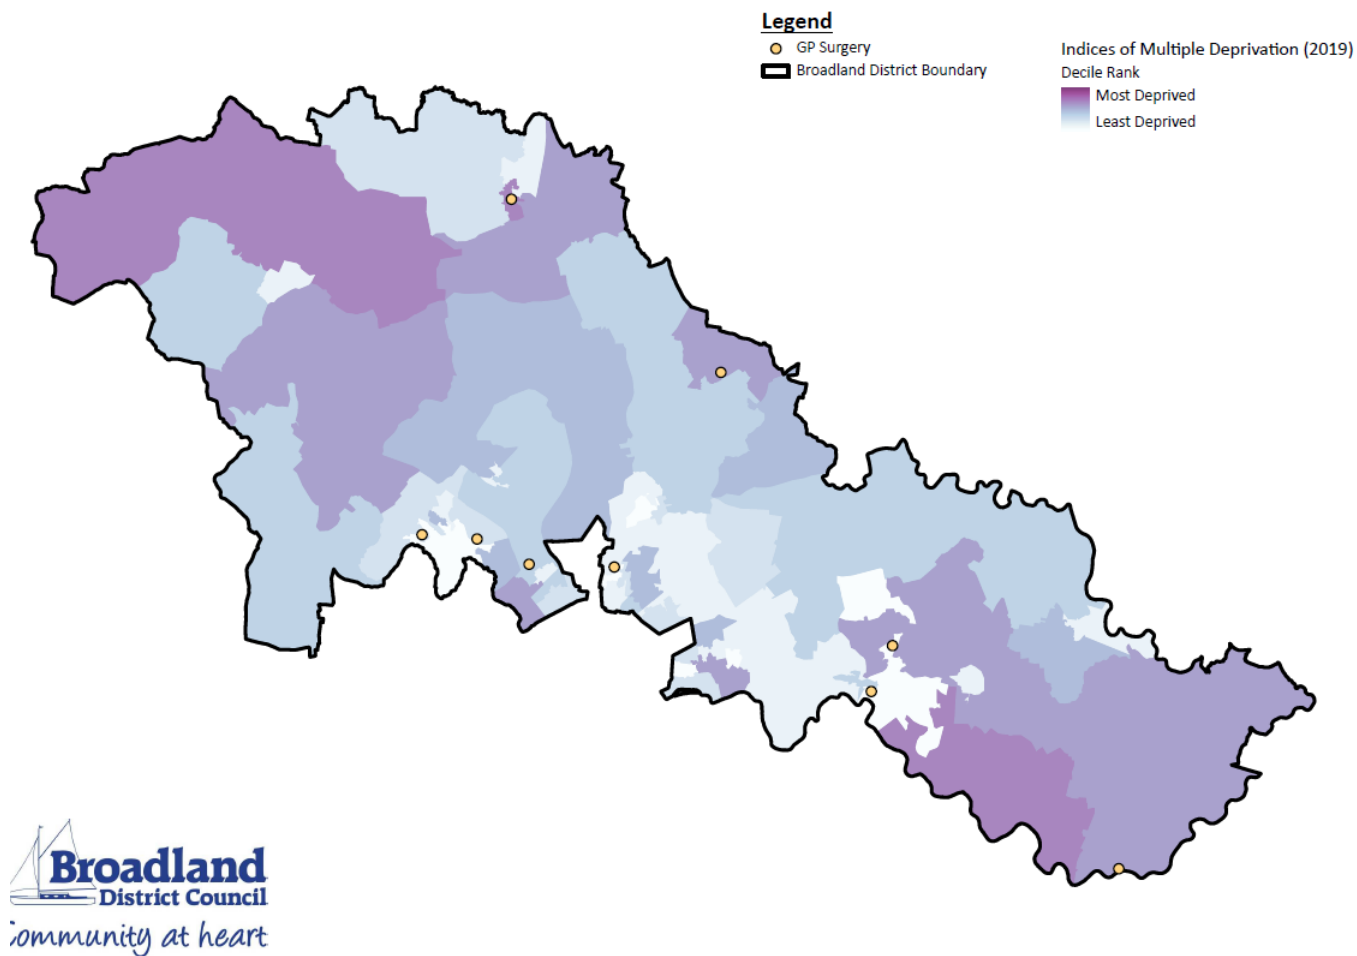 Legend
GP Surgery
Broadland District Boundary
Indices of Multiple Deprivation (2019)
Decile Rank
Most Deprived
Least Deprived
Broadland
District Council
Community at heart